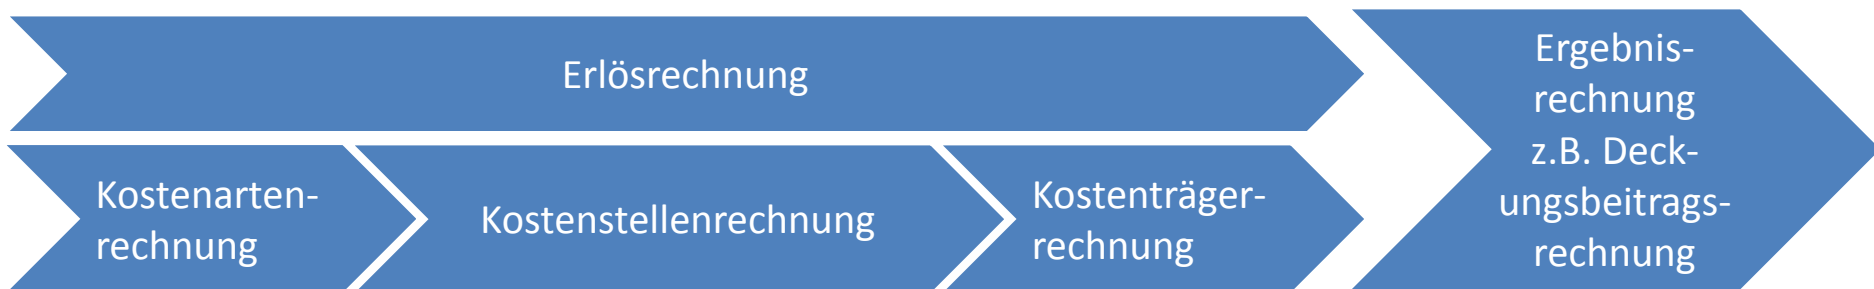 Erlösrechnung
Kostenarten-
rechnung
Kostenstellenrechnung
Kostenträger-
rechnung
Ergebnis-
rechnung
z.B. Deck-
ungsbeitrags-
rechnung